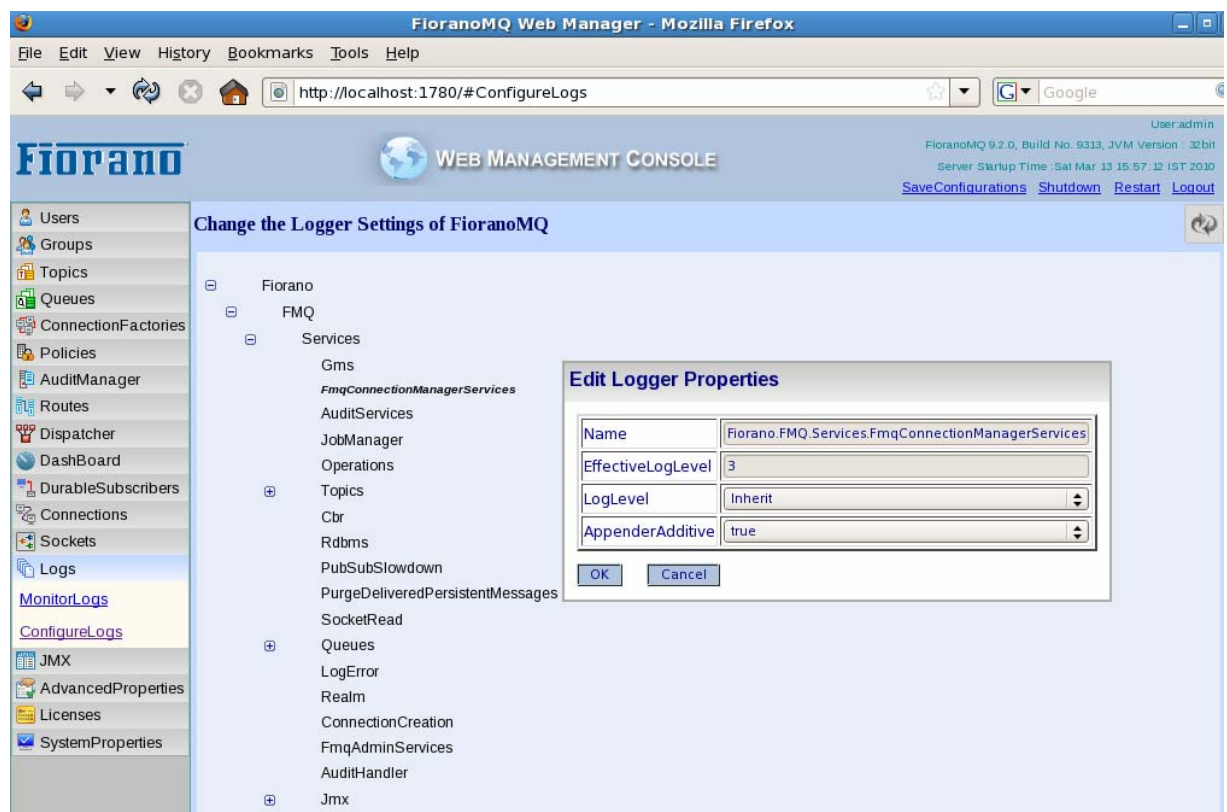 FioranoMQ Web Manager - Mozilla Firefox
File Edit View History Bookmarks Tools Help
http://localhost:1780/#ConfigureLogs
G Google
Fiorano
WEB MANAGEMENT CONSOLE
User:admin
FioranoMQ 9.2.0, Build No. 9313, JVM Version : 32bit
Server Startup Time :Sat Mar 13 15:57:12 IST 2010
SaveConfigurations Shutdown Restart Logout
Users
Groups
Topics
Queues
ConnectionFactories
Policies
AuditManager
Routes
Dispatcher
DashBoard
DurableSubscribers
Connections
Sockets
Logs
MonitorLogs
ConfigureLogs
JMX
AdvancedProperties
Licenses
SystemProperties
Change the Logger Settings of FioranoMQ
Fiorano
FMQ
Services
Gms
FmqConnectionManagerServices
AuditServices
JobManager
Operations
Topics
Cbr
Rdbms
PubSubSlowdown
PurgeDeliveredPersistentMessages
SocketRead
Queues
LogError
Realm
ConnectionCreation
FmqAdminServices
AuditHandler
Jmx
Edit Logger Properties
Name Fiorano.FMQ.Services.FmqConnectionManagerServices
EffectiveLogLevel 3
LogLevel Inherit
AppenderAdditive true
OK Cancel